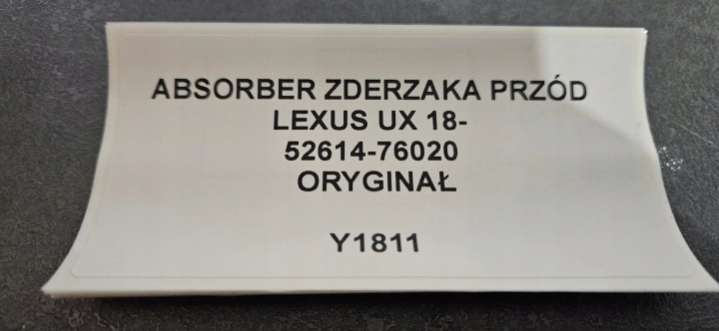 ABSORBER ZDERZAKA PRZÓD
LEXUS UX 18-
52614-76020
ORYGINAŁ
Y1811